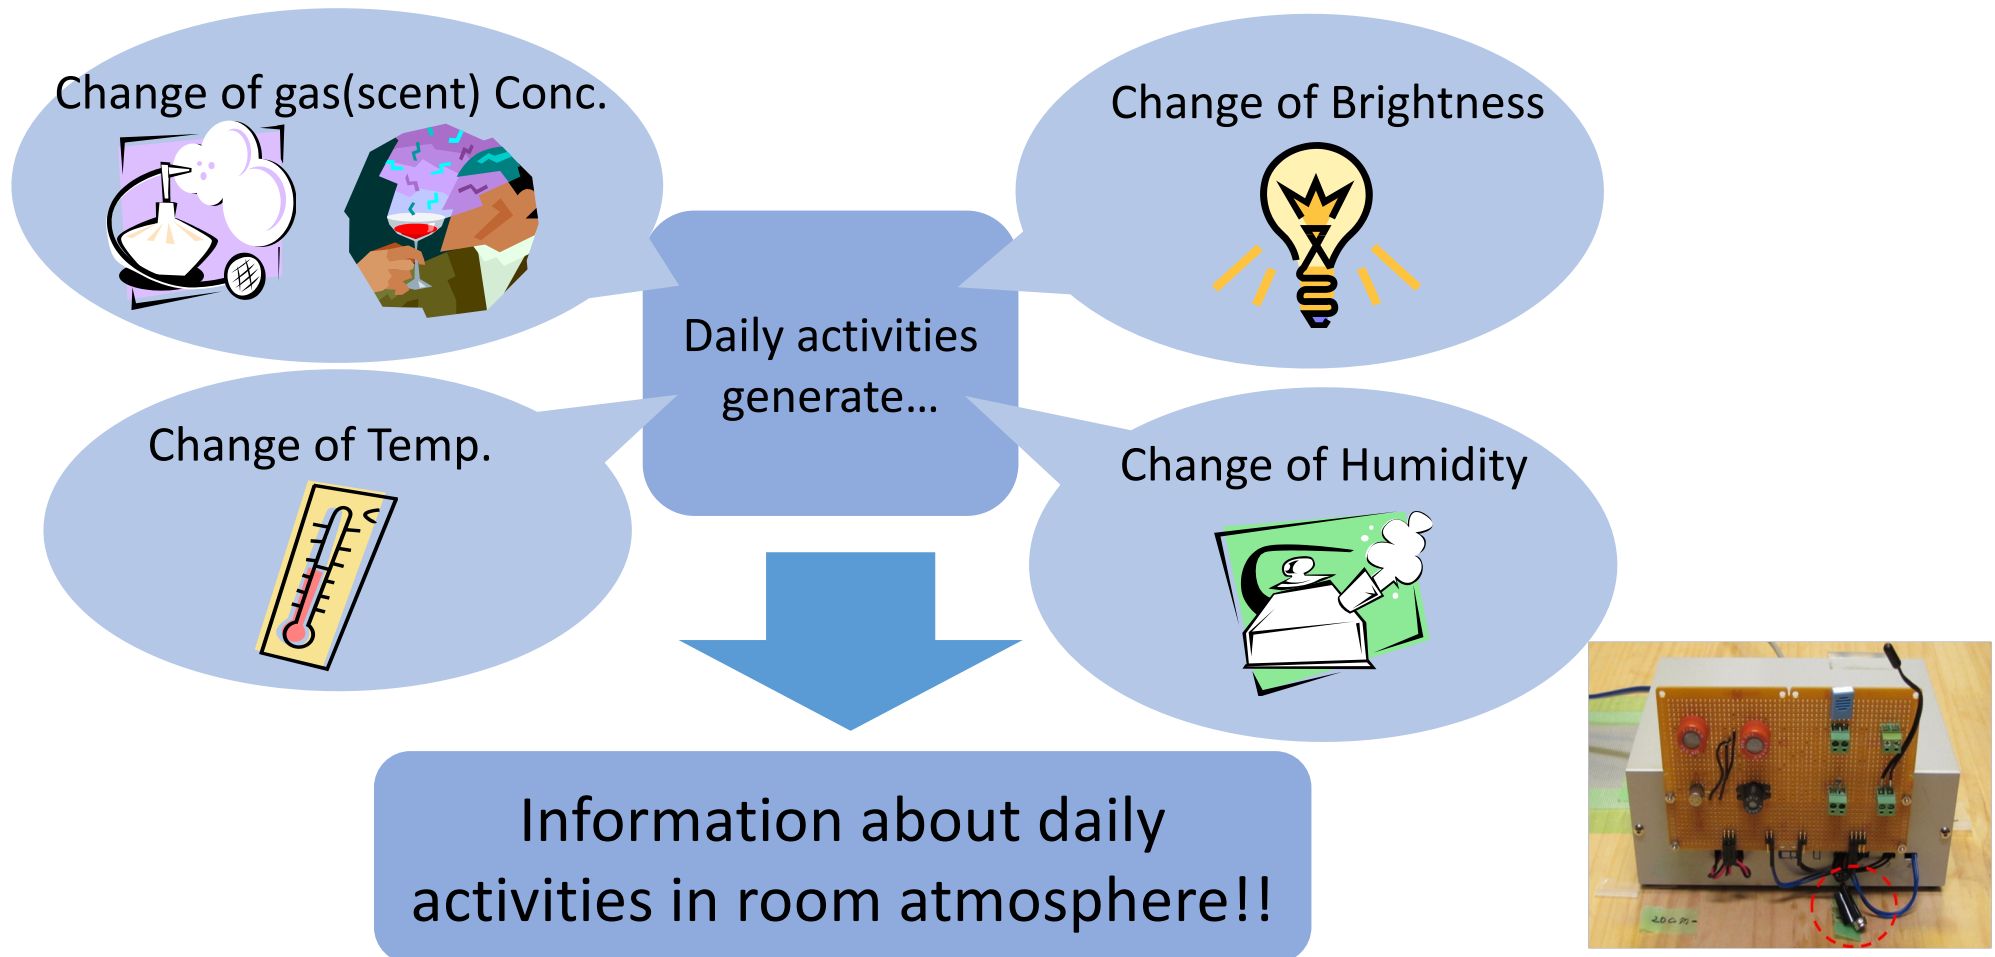 Change of gas(scent) Conc.
Change of Brightness
Daily activities
generate...
Change of Temp.
Change of Humidity
Information about daily
activities in room atmosphere!!
20cm-